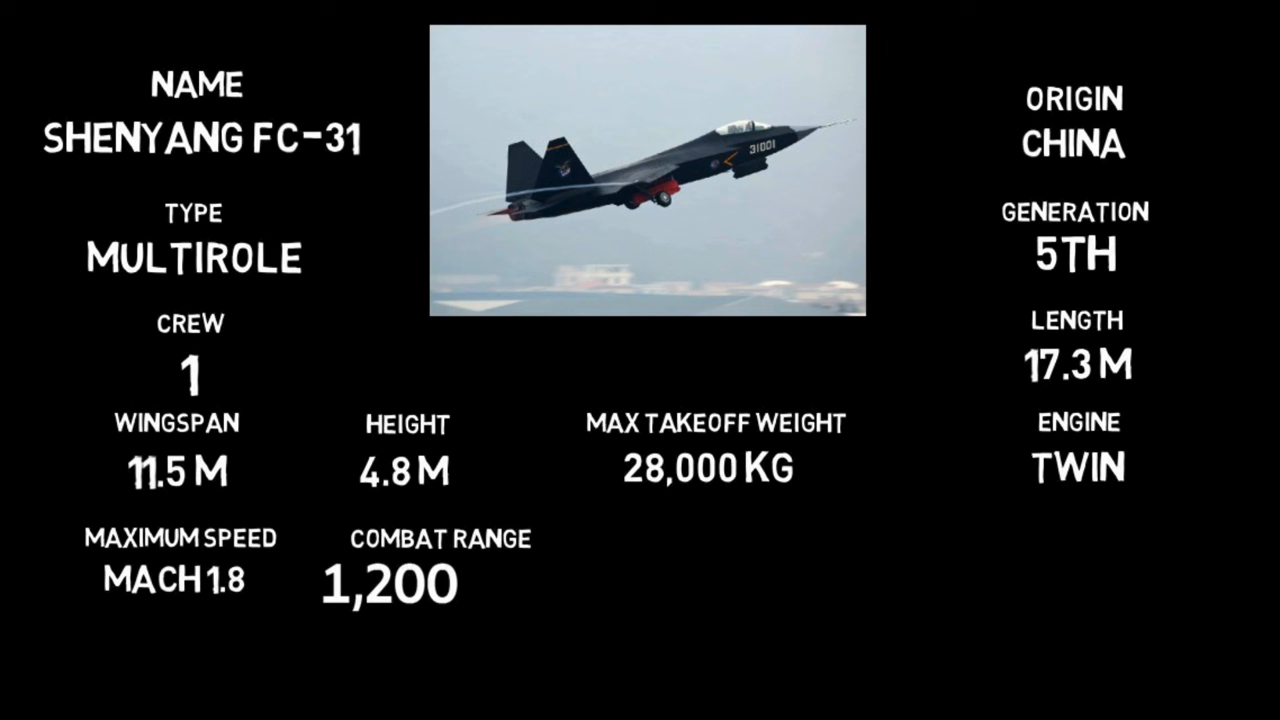 NAME
SHENYANG FC-31
TYPE
MULTIROLE
CREW
1
WINGSPAN
11.5 M
HEIGHT
4.8 M
MAX TAKEOFF WEIGHT
28,000 KG
MAXIMUM SPEED
MACH 1.8
COMBAT RANGE
1,200
31001
ORIGIN
CHINA
GENERATION
5TH
LENGTH
17.3 M
ENGINE
TWIN